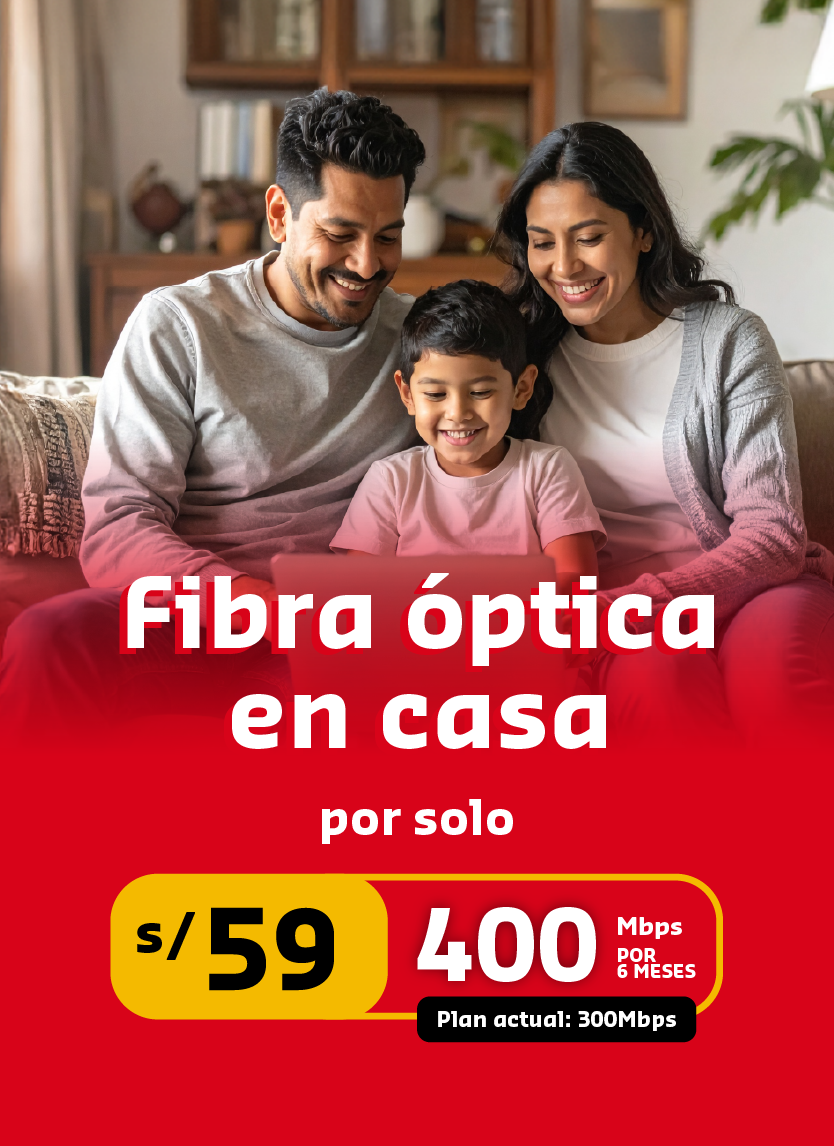 Fibra óptica
en casa
por solo
s/59
400 Mbps
POR
6 MESES
Plan actual: 300Mbps